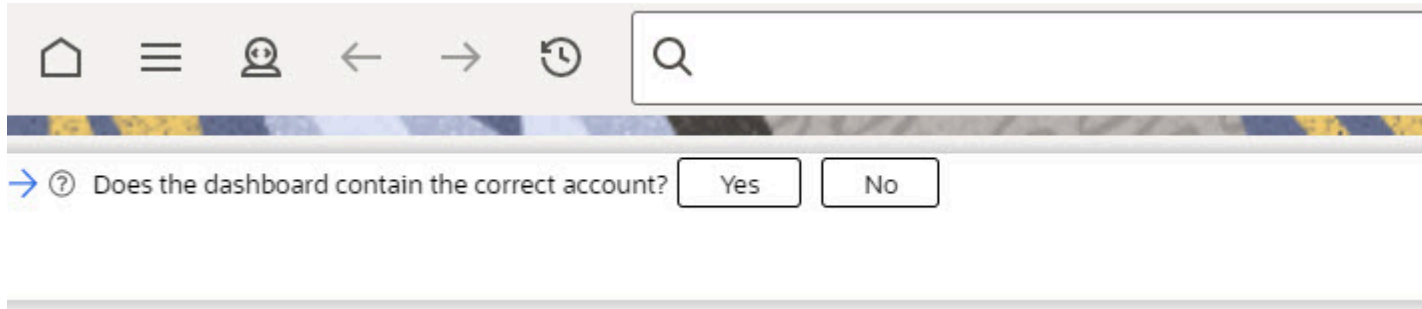 Does the dashboard contain the correct account? Yes No